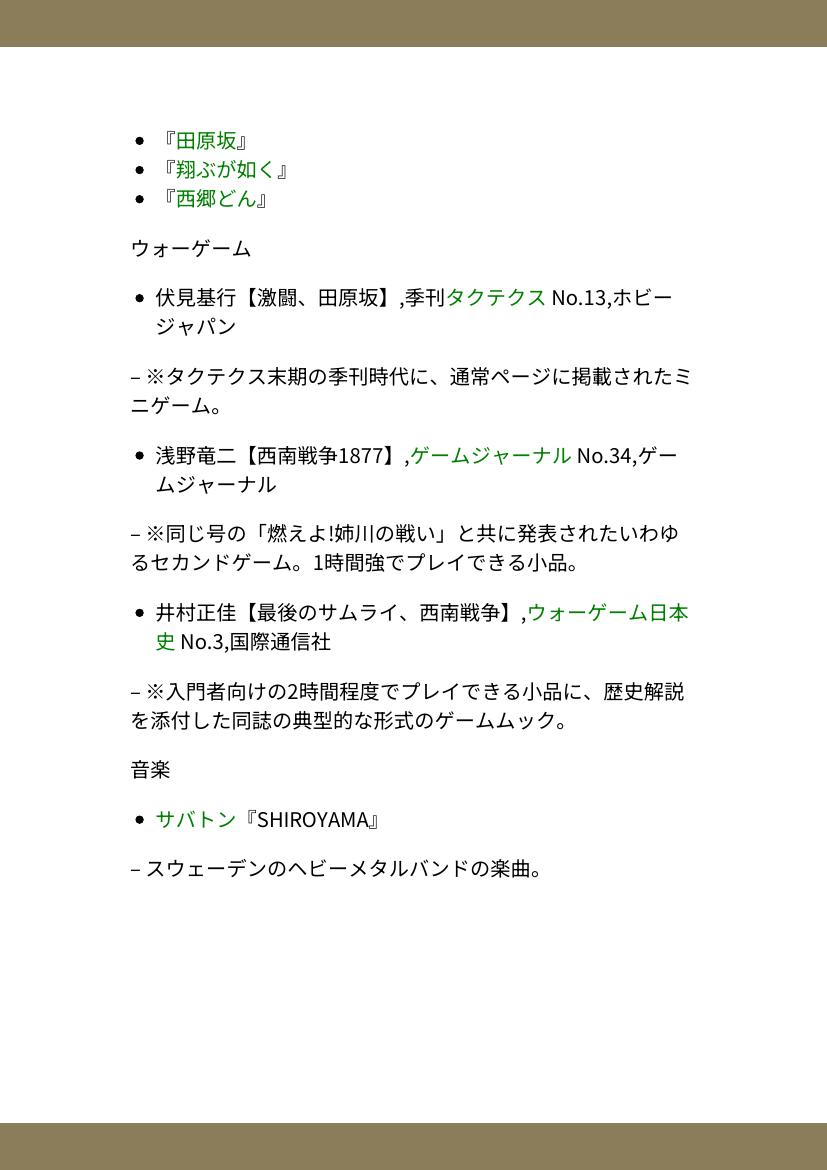 • 『田原坂』
• 『翔ぶが如く』
• 『西郷どん』
ウォーゲーム
• 伏見基行【激闘、田原坂】,季刊タクテクス No.13,ホビー
ジャパン
– ※タクテクス末期の季刊時代に、通常ページに掲載されたミ
ニゲーム。
• 浅野竜二【西南戦争1877】,ゲームジャーナル No.34,ゲー
ムジャーナル
– ※同じ号の「燃えよ!姉川の戦い」と共に発表されたいわゆ
るセカンドゲーム。1時間強でプレイできる小品。
• 井村正佳【最後のサムライ、西南戦争】,ウォーゲーム日本
史 No.3,国際通信社
– ※入門者向けの2時間程度でプレイできる小品に、歴史解説
を添付した同誌の典型的な形式のゲームムック。
音楽
• サバトン『SHIROYAMA』
– スウェーデンのヘビーメタルバンドの楽曲。